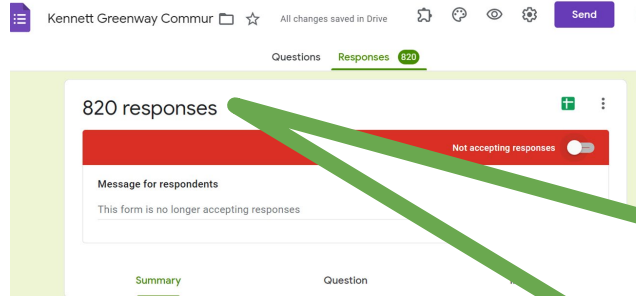 Kennett Greenway Commur All changes saved in Drive Send
Questions Responses 820
820 responses
Not accepting responses
Message for respondents
This form is no longer accepting responses
Summary Question